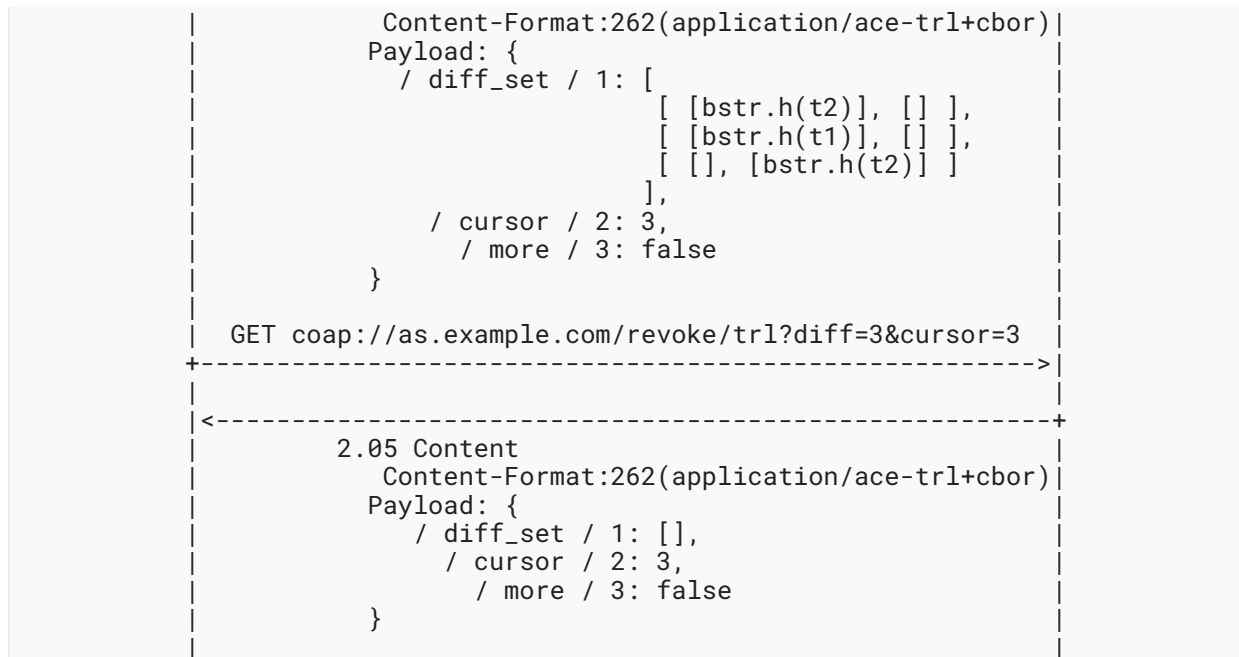 |            Content-Format:262(application/ace-trl+cbor)|
|           Payload: {                                    |
|             / diff_set / 1: [                           |
|                              [ [bstr.h(t2)], [] ],      |
|                              [ [bstr.h(t1)], [] ],      |
|                              [ [], [bstr.h(t2)] ]       |
|                             ],                          |
|               / cursor / 2: 3,                          |
|                 / more / 3: false                       |
|           }                                             |
|                                                         |
|  GET coap://as.example.com/revoke/trl?diff=3&cursor=3   |
+-------------------------------------------------------->|
|                                                         |
|<--------------------------------------------------------+
|         2.05 Content                                    |
|            Content-Format:262(application/ace-trl+cbor)|
|           Payload: {                                    |
|              / diff_set / 1: [],                        |
|                / cursor / 2: 3,                         |
|                  / more / 3: false                      |
|           }                                             |
|                                                         |